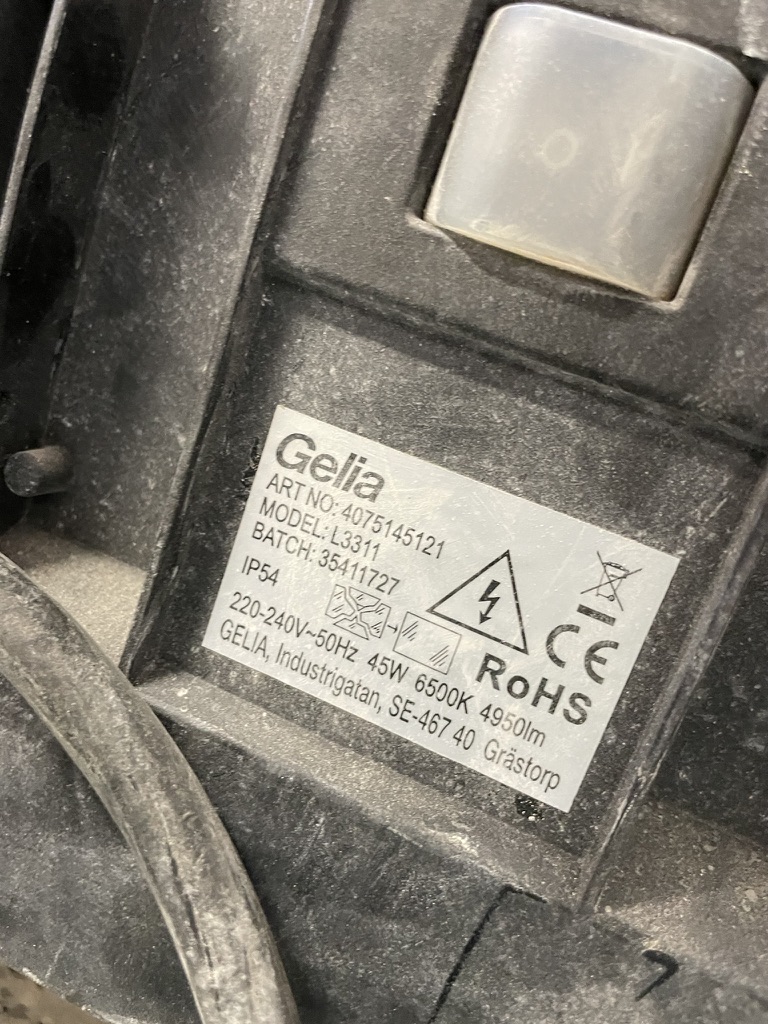 Gelia
ART NO: 4075145121
MODEL: L3311
BATCH: 35411727
IP54
CE
RoHS
220-240V~50Hz 45W 6500K 4950lm
GELIA, Industrigatan, SE-467 40 Grästorp
7